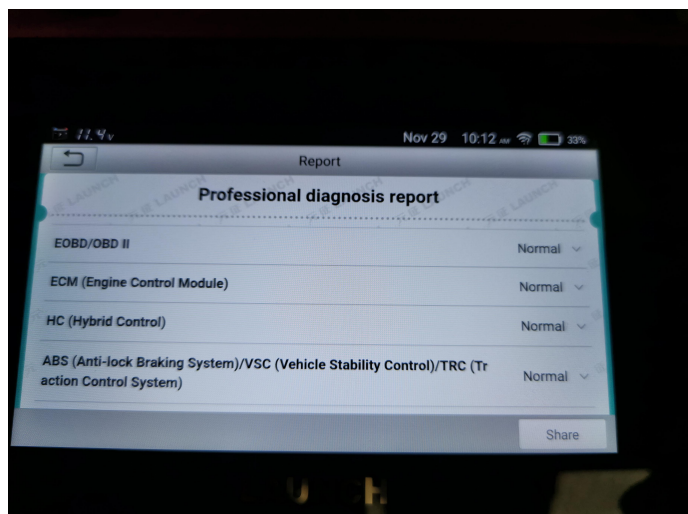 11.4v
Nov 29 10:12 AM 33%
Report
Professional diagnosis report
EOBD/OBD II Normal
ECM (Engine Control Module) Normal
HC (Hybrid Control) Normal
ABS (Anti-lock Braking System)/VSC (Vehicle Stability Control)/TRC (Tr
action Control System) Normal
Share